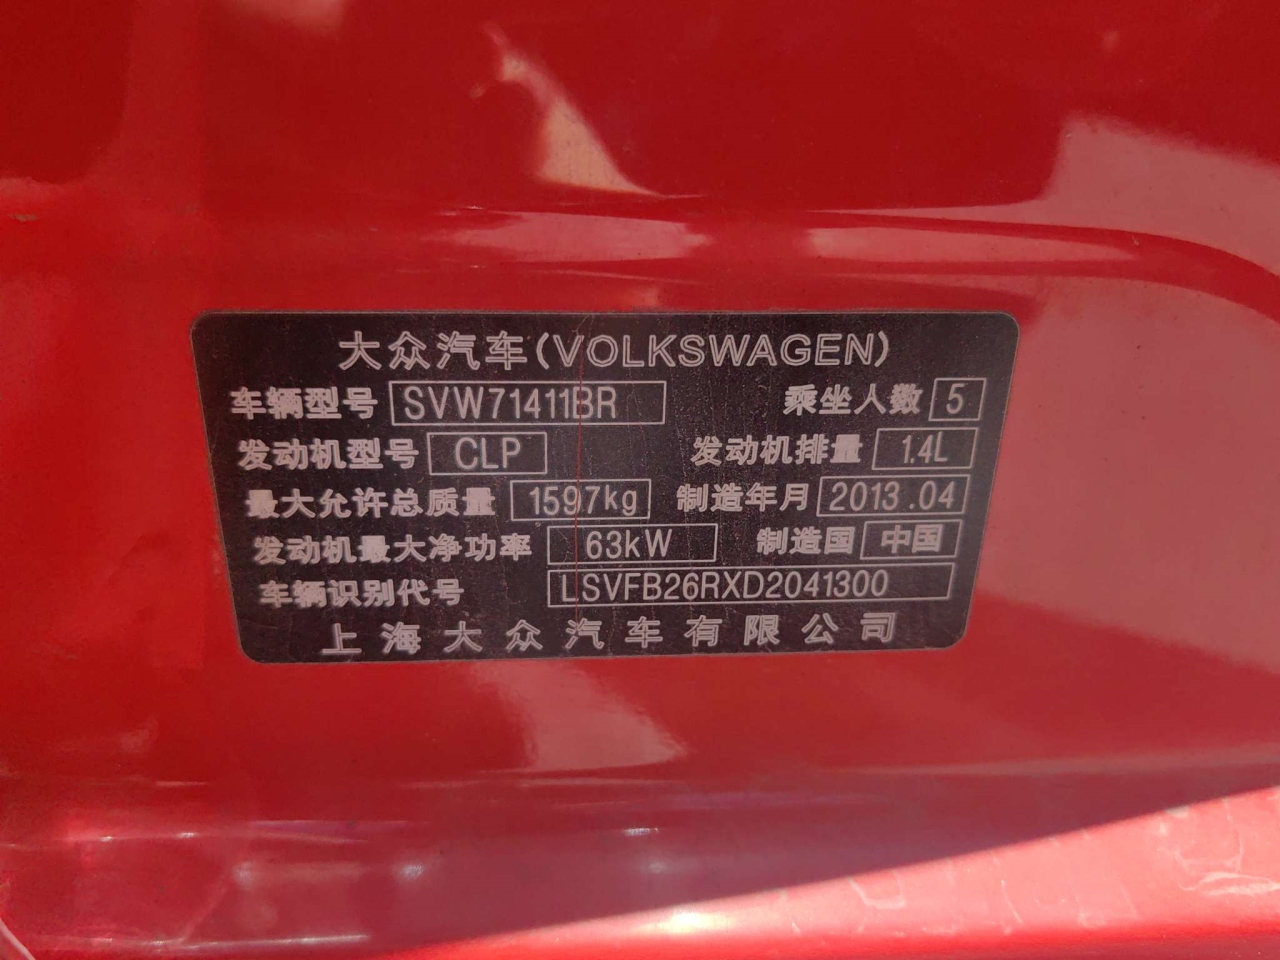 大众汽车(VOLKSWAGEN)
车辆型号 SVW71411BR 乘坐人数 5
发动机型号 CLP 发动机排量 1.4L
最大允许总质量 1597kg 制造年月 2013.04
发动机最大净功率 63kW 制造国 中国
车辆识别代号 LSVFB26RXD2041300
上海大众汽车有限公司